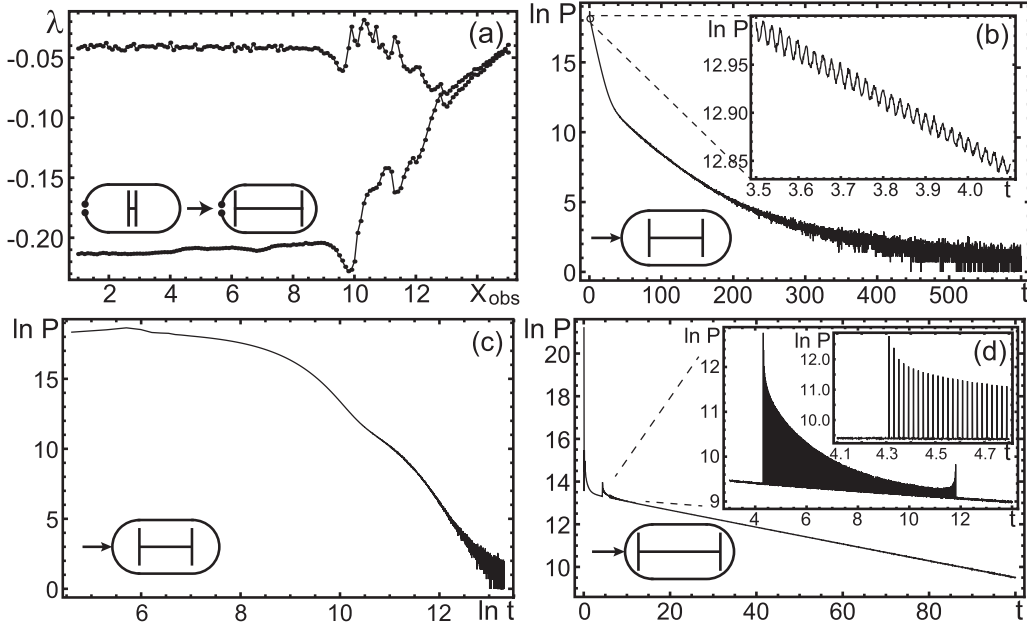 λ
(a)
-0.05
-0.10
-0.15
-0.20
2 4 6 8 10 12 X obs
ln P
(b)
15
10
5
0
0 100 200 300 400 500 t
ln P
12.95
12.90
12.85
3.5 3.6 3.7 3.8 3.9 4.0 t
ln P
(c)
15
10
5
0
6 8 10 12 ln t
ln P
(d)
20
18
16
14
12
10
0 20 40 60 80 t
ln P
12
11
10
9
4 6 8 10 12 t
ln P
12.0
11.0
10.0
4.1 4.3 4.5 4.7 t